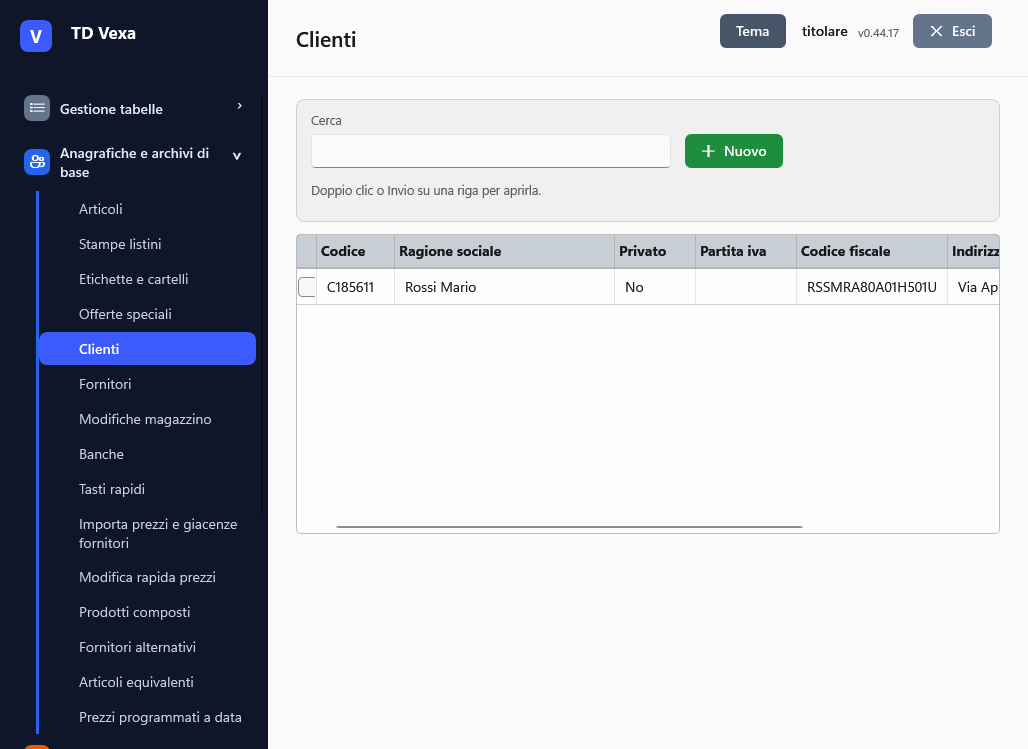 V
TD Vexa
Clienti
Tema
titolare
v0.44.17
Esci
Gestione tabelle
Anagrafiche e archivi di
base
Articoli
Stampe listini
Etichette e cartelli
Offerte speciali
Clienti
Fornitori
Modifiche magazzino
Banche
Tasti rapidi
Importa prezzi e giacenze
fornitori
Modifica rapida prezzi
Prodotti composti
Fornitori alternativi
Articoli equivalenti
Prezzi programmati a data
Cerca
+ Nuovo
Doppio clic o Invio su una riga per aprirla.
Codice Ragione sociale Privato Partita iva Codice fiscale Indirizz
C185611 Rossi Mario No RSSMRA80A01H501U Via Ap